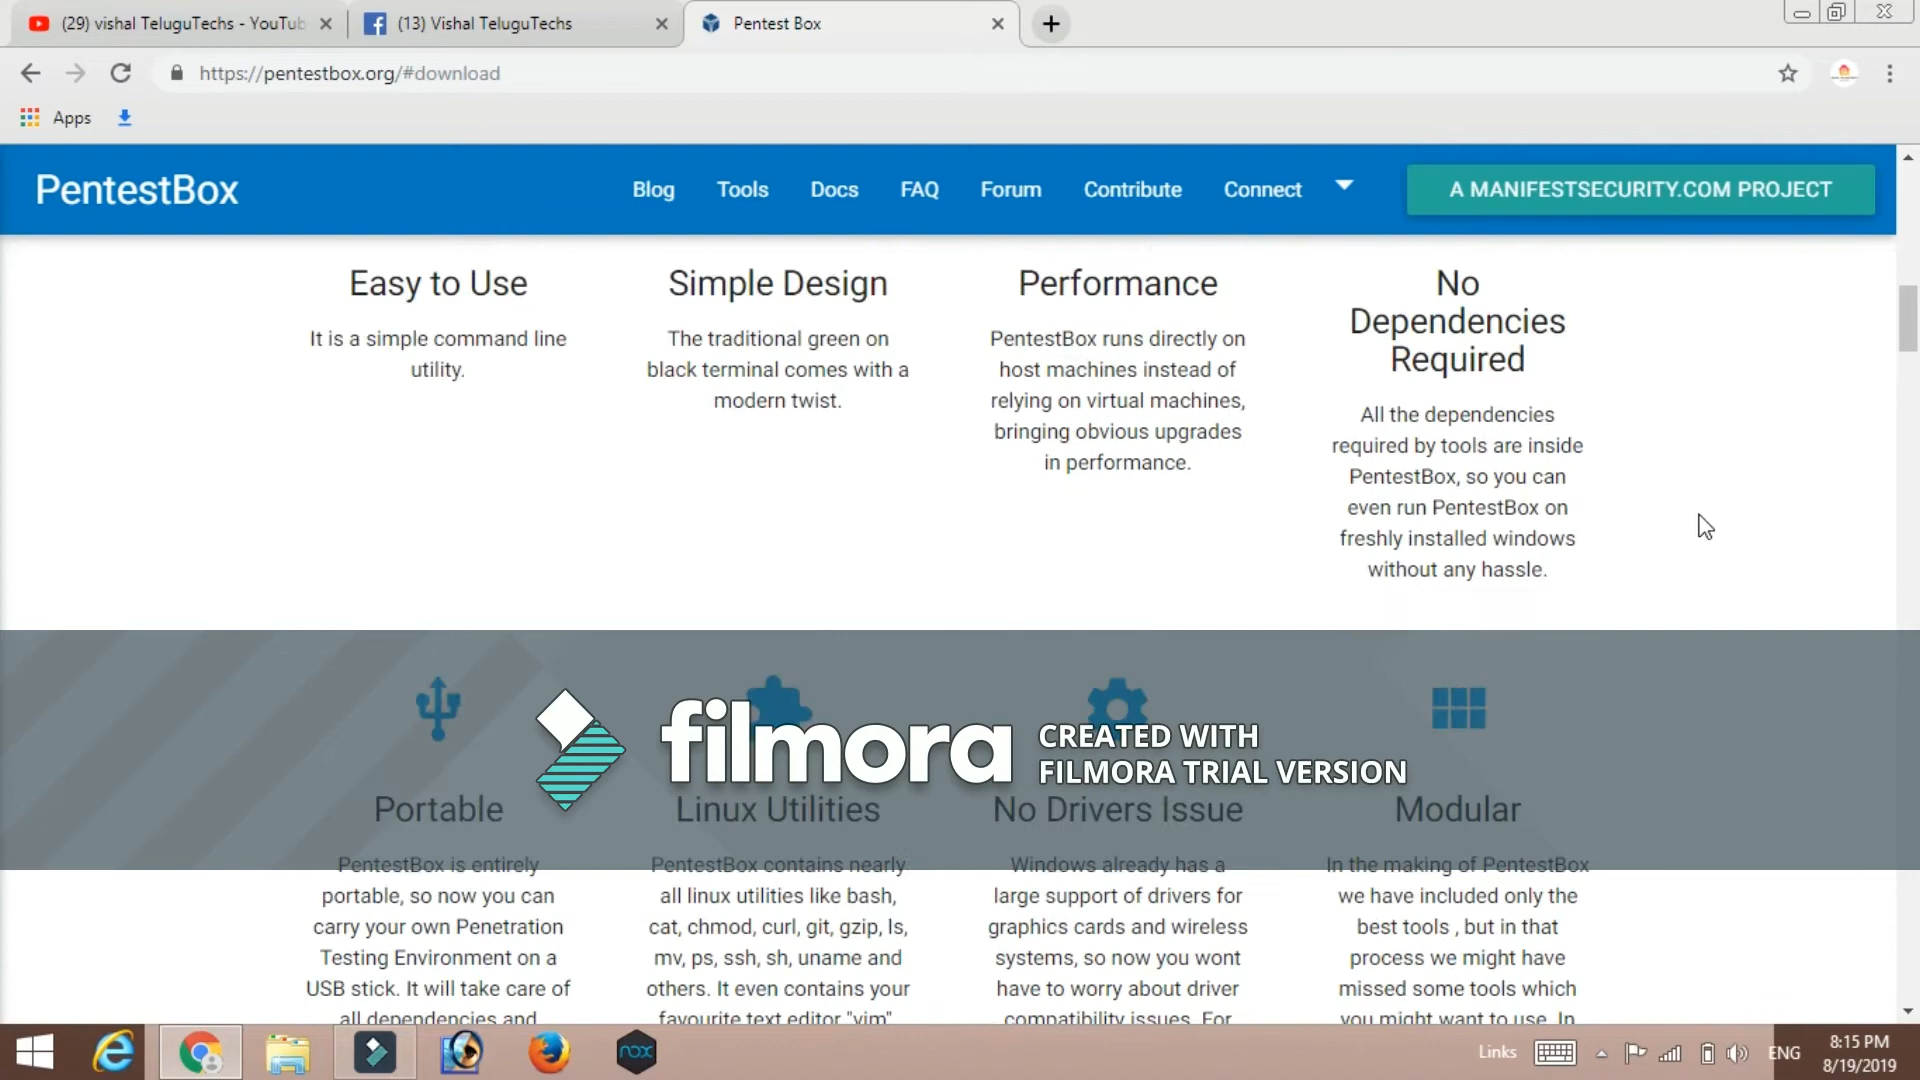 (29) vishal TeluguTechs - YouTub
(13) Vishal TeluguTechs
Pentest Box
https://pentestbox.org/#download
Apps
PentestBox
Blog
Tools
Docs
FAQ
Forum
Contribute
Connect
A MANIFESTSECURITY.COM PROJECT
Easy to Use
It is a simple command line
utility.
Simple Design
The traditional green on
black terminal comes with a
modern twist.
Performance
PentestBox runs directly on
host machines instead of
relying on virtual machines,
bringing obvious upgrades
in performance.
No
Dependencies
Required
All the dependencies
required by tools are inside
PentestBox, so you can
even run PentestBox on
freshly installed windows
without any hassle.
filmora
CREATED WITH
FILMORA TRIAL VERSION
Portable
PentestBox is entirely
portable, so now you can
carry your own Penetration
Testing Environment on a
USB stick. It will take care of
all dependencies and
Linux Utilities
PentestBox contains nearly
all linux utilities like bash,
cat, chmod, curl, git, gzip, ls,
mv, ps, ssh, sh, uname and
others. It even contains your
favourite text editor "vim"
No Drivers Issue
Windows already has a
large support of drivers for
graphics cards and wireless
systems, so now you wont
have to worry about driver
compatibility issues. For
Modular
In the making of PentestBox
we have included only the
best tools , but in that
process we might have
missed some tools which
you might want to use. In
nox
Links
ENG
8:15 PM
8/19/2019